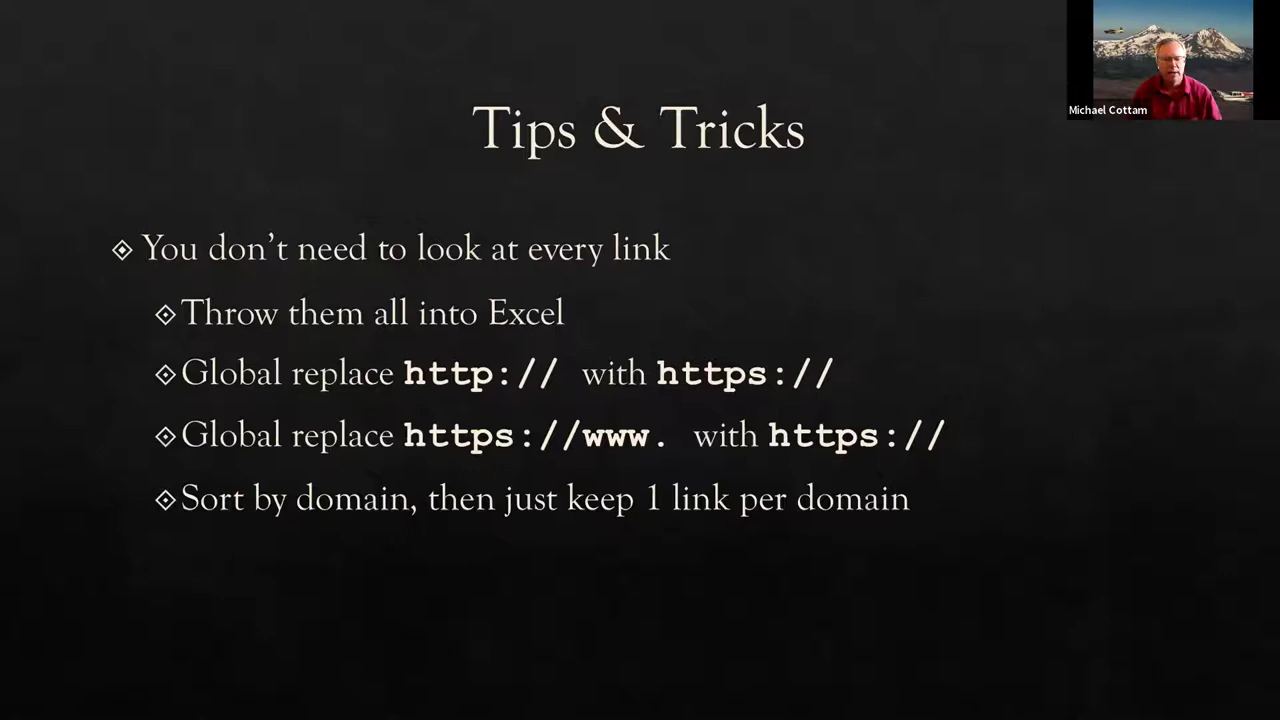 Michael Cottam
Tips & Tricks
You don’t need to look at every link
Throw them all into Excel
Global replace http:// with https://
Global replace https://www. with https://
Sort by domain, then just keep 1 link per domain